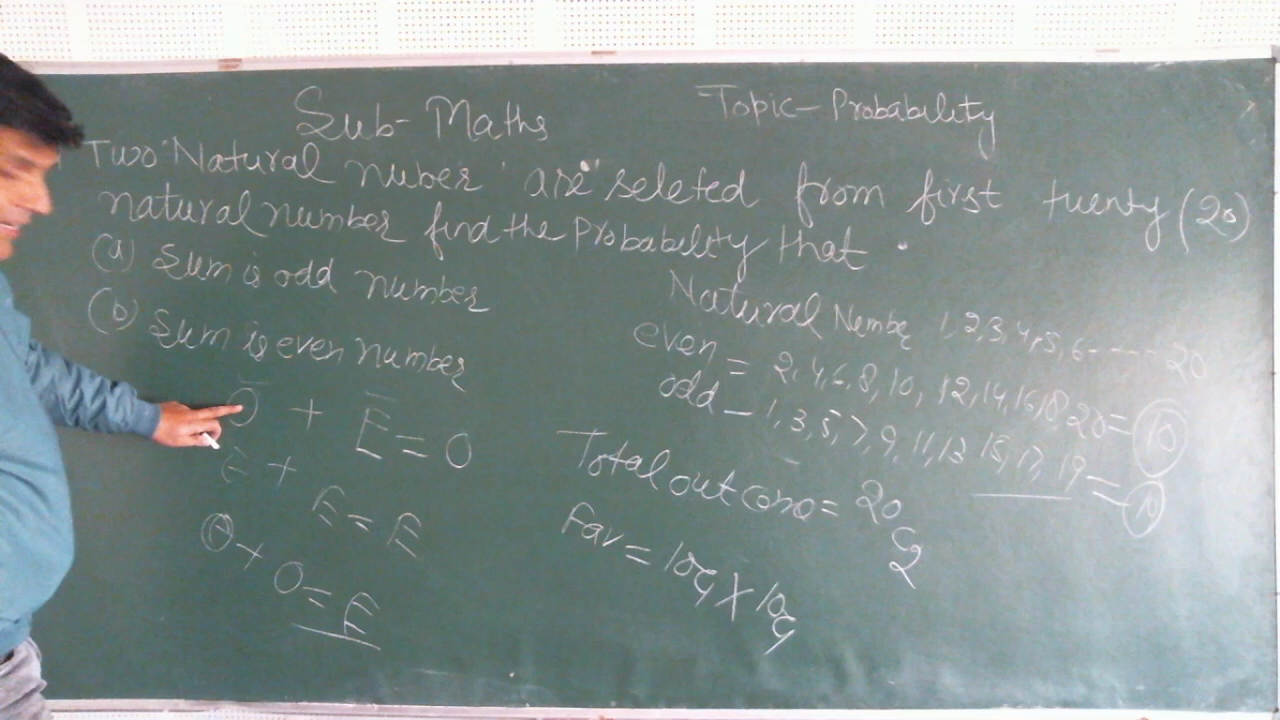 Sub- Maths
Topic- Probability
Two Natural nuber are seleted from first twenty (20)
natural number find the Probability that
(a) Sum is odd number
(b) Sum is even number
Natural Nembe 1,2,3,4,5,6----- 20
even = 2,4,6,8,10,12,14,16,18 20 = 10
odd - 1,3,5,7,9,11,13 15,17,19 = 10
O + E = O
E + E = E
O + O = E
Total out come = 20C2
Fav = 10C1 X 10C1